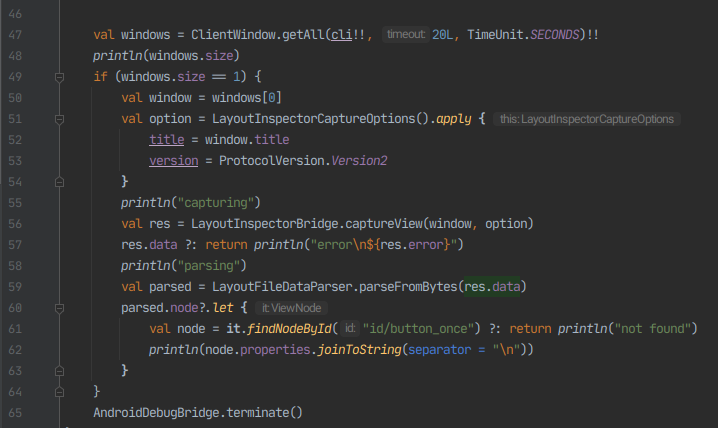 46
47 val windows = ClientWindow.getAll(cli!!, timeout: 20L, TimeUnit.SECONDS)!!
48 println(windows.size)
49 if (windows.size == 1) {
50 val window = windows[0]
51 val option = LayoutInspectorCaptureOptions().apply { this: LayoutInspectorCaptureOptions
52 title = window.title
53 version = ProtocolVersion.Version2
54 }
55 println("capturing")
56 val res = LayoutInspectorBridge.captureView(window, option)
57 res.data ?: return println("error\n${res.error}")
58 println("parsing")
59 val parsed = LayoutFileDataParser.parseFromBytes(res.data)
60 parsed.node?.let { it: ViewNode
61 val node = it.findNodeById( id: "id/button_once") ?: return println("not found")
62 println(node.properties.joinToString(separator = "\n"))
63 }
64 }
65 AndroidDebugBridge.terminate()